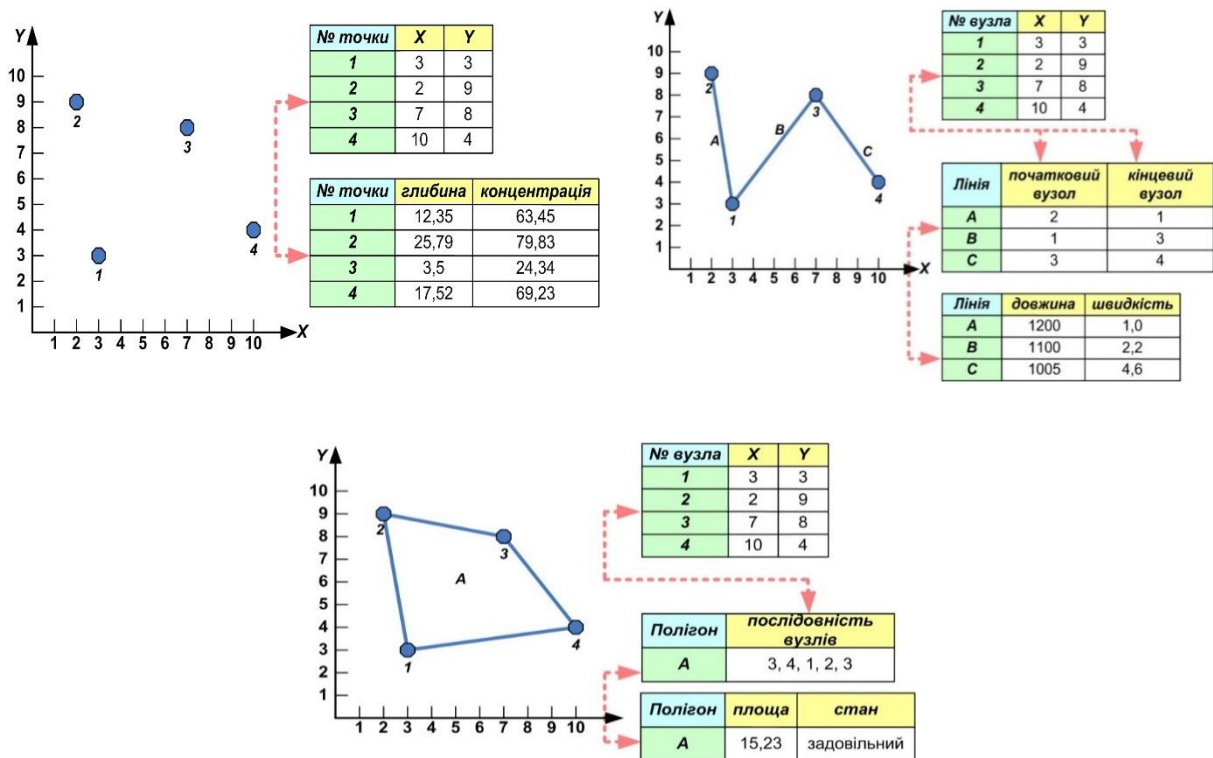 Y
10
9
8
7
6
5
4
3
2
1
1 2 3 4 5 6 7 8 9 10
X
2
3
1
4
№ точки X Y
1 3 3
2 2 9
3 7 8
4 10 4
№ точки глибина концентрація
1 12,35 63,45
2 25,79 79,83
3 3,5 24,34
4 17,52 69,23
Y
10
9
8
7
6
5
4
3
2
1
1 2 3 4 5 6 7 8 9 10
X
2
A
B
3
C
1
4
№ вузла X Y
1 3 3
2 2 9
3 7 8
4 10 4
Лінія початковий вузол кінцевий вузол
A 2 1
B 1 3
C 3 4
Лінія довжина швидкість
A 1200 1,0
B 1100 2,2
C 1005 4,6
Y
10
9
8
7
6
5
4
3
2
1
1 2 3 4 5 6 7 8 9 10
2
3
A
1
4
№ вузла X Y
1 3 3
2 2 9
3 7 8
4 10 4
Полігон послідовність вузлів
A 3, 4, 1, 2, 3
Полігон площа стан
A 15,23 задовільний